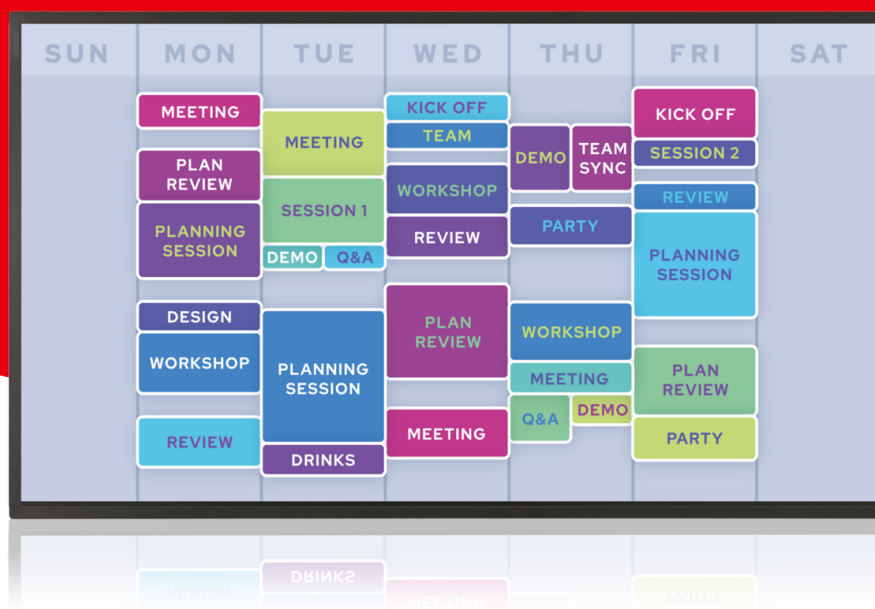 SUN MON TUE WED THU FRI SAT
MEETING
PLAN
REVIEW
PLANNING
SESSION
DESIGN
WORKSHOP
REVIEW
MEETING
SESSION 1
DEMO Q&A
PLANNING
SESSION
DRINKS
KICK OFF
TEAM
WORKSHOP
REVIEW
PLAN
REVIEW
MEETING
DEMO
TEAM
SYNC
PARTY
WORKSHOP
MEETING
Q&A
DEMO
KICK OFF
SESSION 2
REVIEW
PLANNING
SESSION
PLAN
REVIEW
PARTY